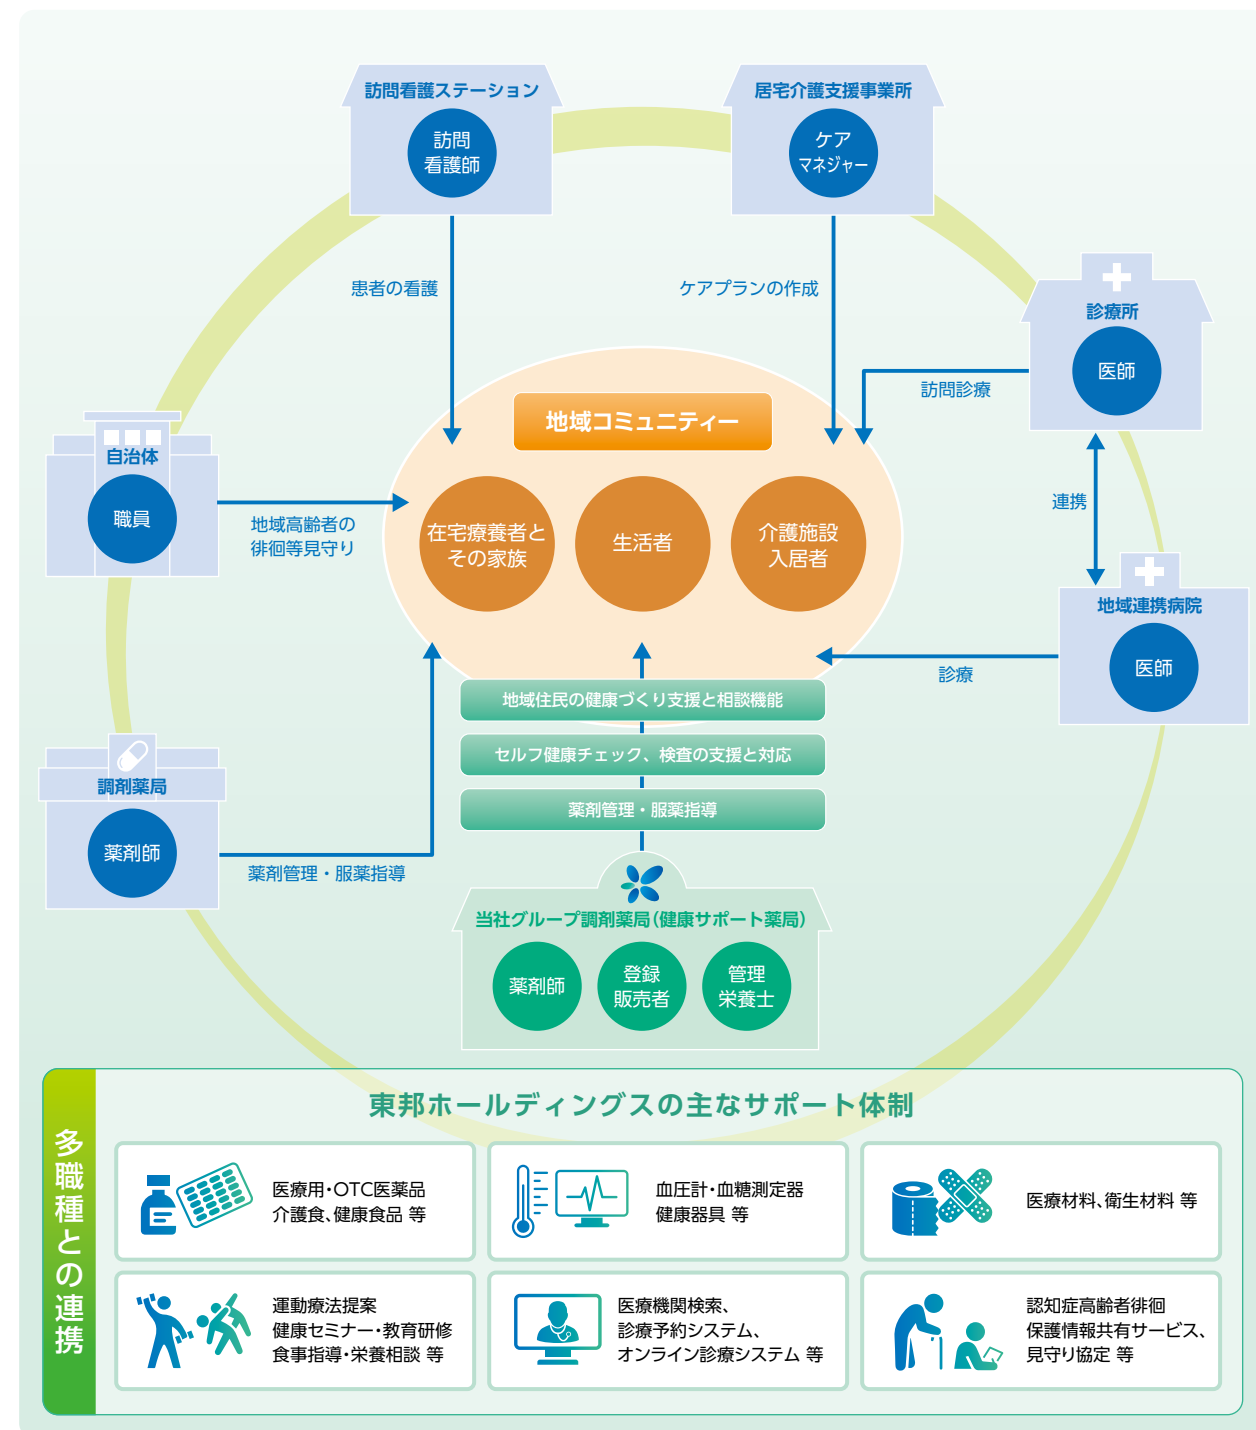 訪問看護ステーション
訪問
看護師
居宅介護支援事業所
ケア
マネジャー
患者の看護
ケアプランの作成
診療所
医師
訪問診療
地域コミュニティー
自治体
職員
地域高齢者の
徘徊等見守り
在宅療養者と
その家族
生活者
介護施設
入居者
連携
地域連携病院
医師
診療
地域住民の健康づくり支援と相談機能
セルフ健康チェック、検査の支援と対応
薬剤管理・服薬指導
調剤薬局
薬剤師
薬剤管理・服薬指導
当社グループ調剤薬局(健康サポート薬局)
薬剤師
登録
販売者
管理
栄養士
多職種との連携
東邦ホールディングスの主なサポート体制
医療用・OTC医薬品
介護食、健康食品 等
血圧計・血糖測定器
健康器具 等
医療材料、衛生材料 等
運動療法提案
健康セミナー・教育研修
食事指導・栄養相談 等
医療機関検索、
診療予約システム、
オンライン診療システム 等
認知症高齢者徘徊
保護情報共有サービス、
見守り協定 等